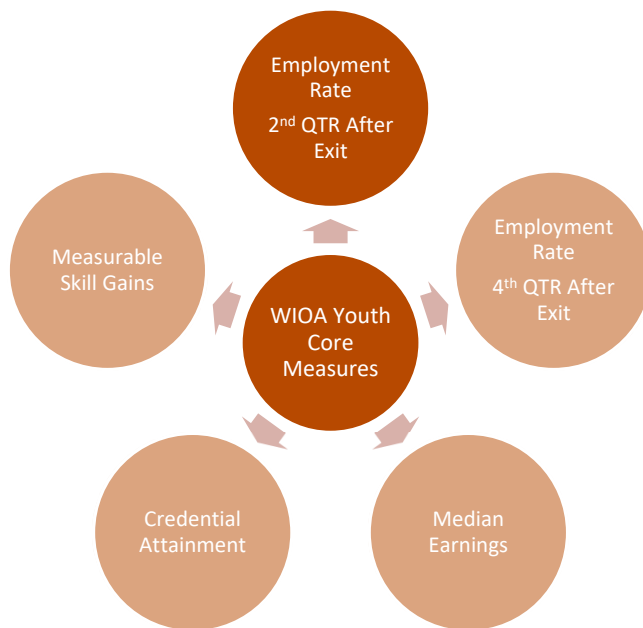 Employment
Rate
2nd QTR After
Exit
Employment
Rate
4th QTR After
Exit
Measurable
Skill Gains
WIOA Youth
Core
Measures
Credential
Attainment
Median
Earnings